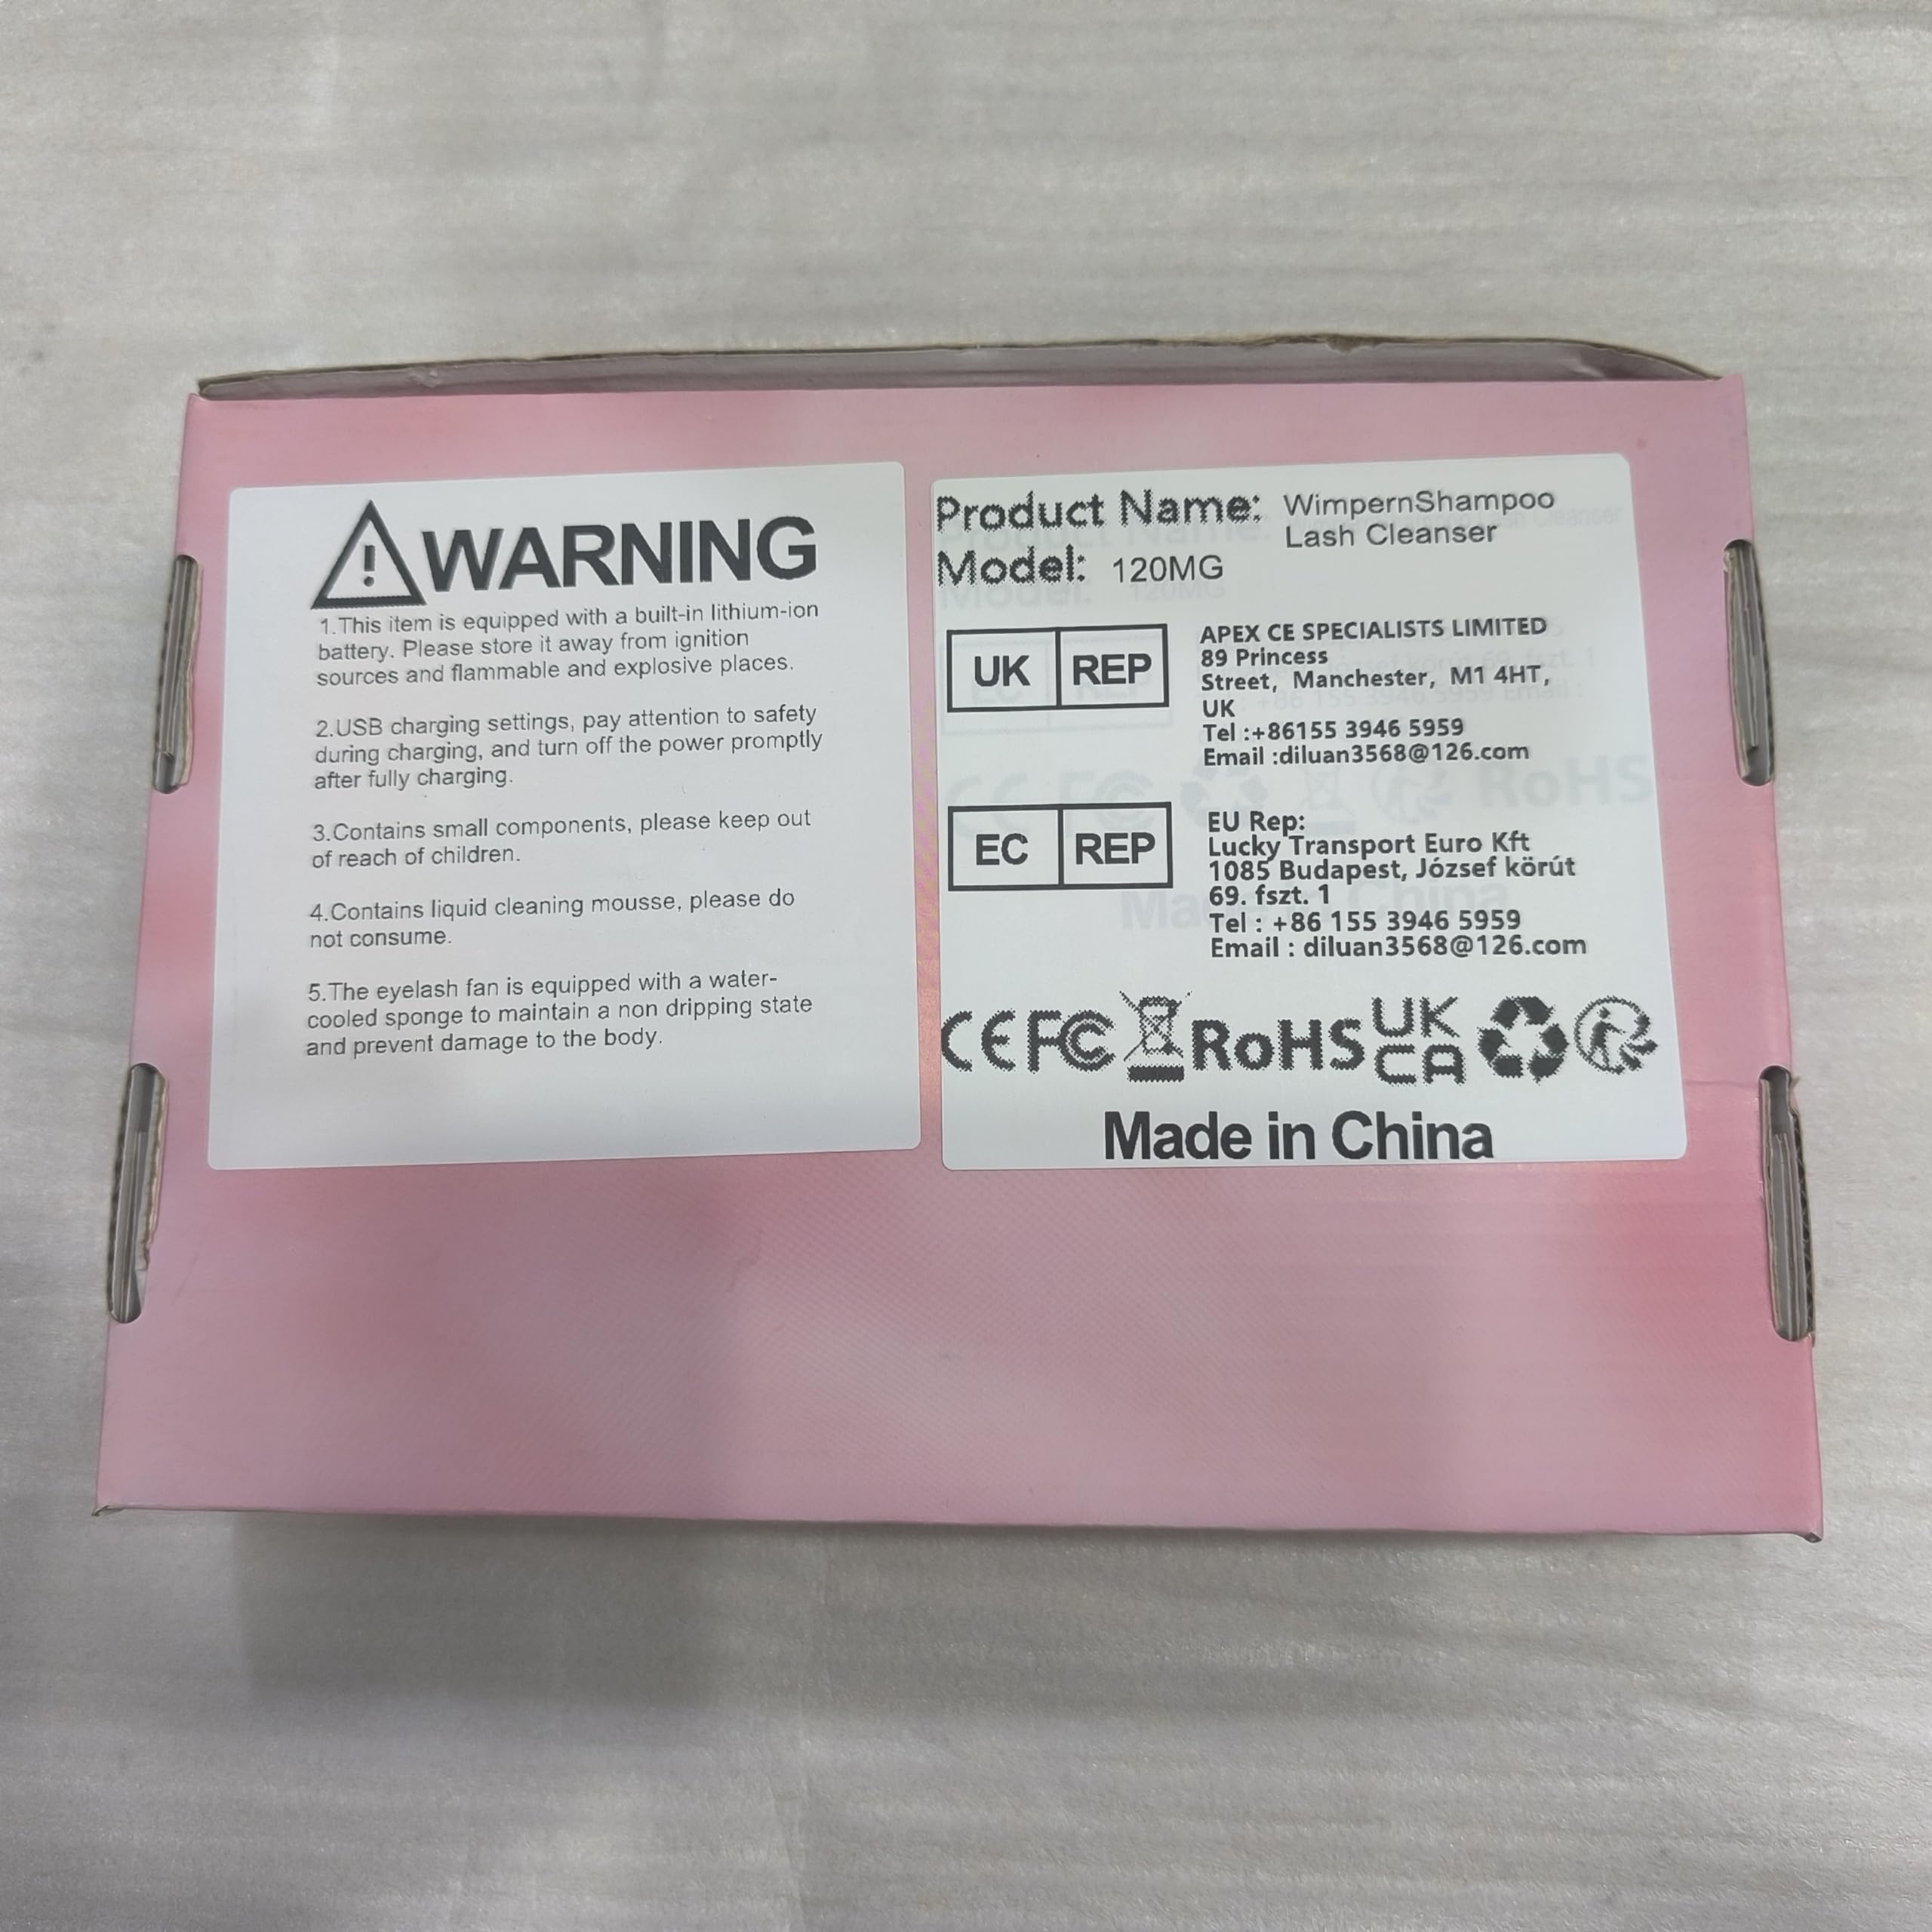 WARNING
1.This item is equipped with a built-in lithium-ion
battery. Please store it away from ignition
sources and flammable and explosive places.
2.USB charging settings, pay attention to safety
during charging, and turn off the power promptly
after fully charging.
3.Contains small components, please keep out
of reach of children.
4.Contains liquid cleaning mousse, please do
not consume.
5.The eyelash fan is equipped with a water-
cooled sponge to maintain a non dripping state
and prevent damage to the body.
Product Name: WimpernShampoo
Lash Cleanser
Model: 120MG
UK REP
APEX CE SPECIALISTS LIMITED
89 Princess
Street, Manchester, M1 4HT,
UK
Tel :+86155 3946 5959
Email :diluan3568@126.com
EC REP
EU Rep:
Lucky Transport Euro Kft
1085 Budapest, József körút
69. fszt. 1
Tel : +86 155 3946 5959
Email : diluan3568@126.com
CE FC RoHS UK
CA
Made in China